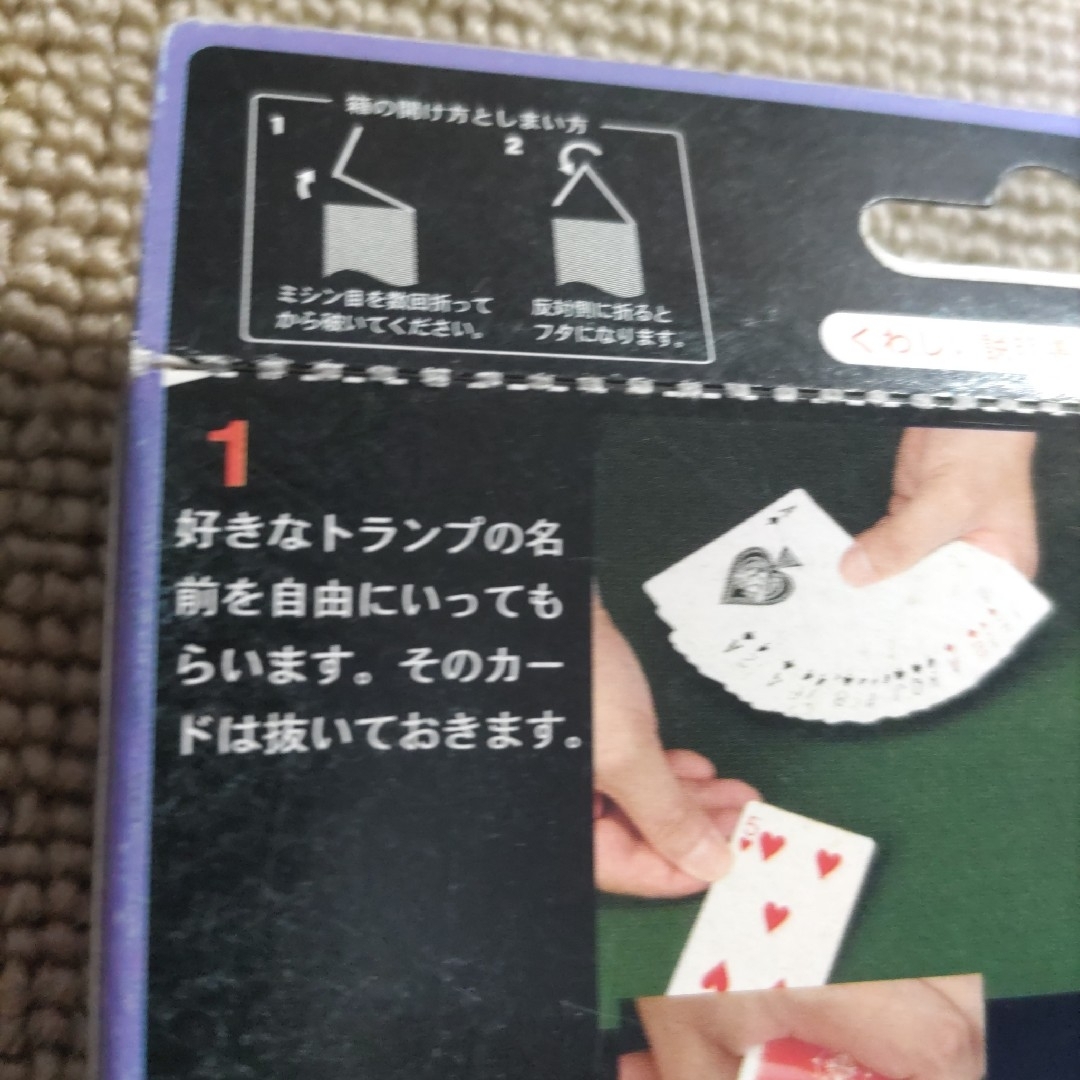 箱の開け方としまい方
1
2
ミシン目を数回折って
から破いてください。
反対側に折ると
フタになります。
くわしい説明
1
好きなトランプの名
前を自由にいっても
らいます。そのカー
ドは抜いておきます。
A
5